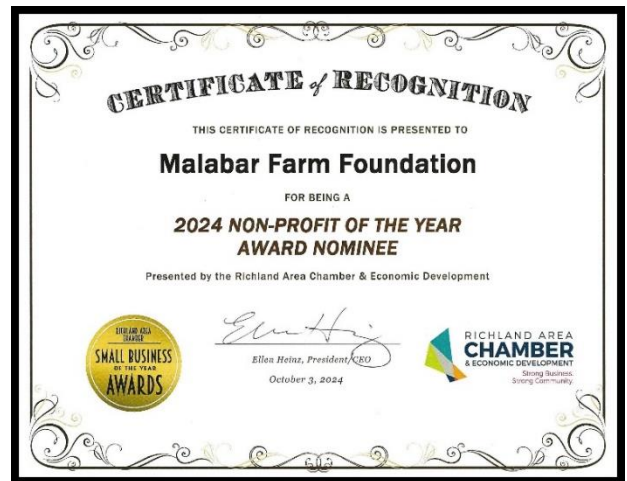 CERTIFICATE of RECOGNITION
THIS CERTIFICATE OF RECOGNITION IS PRESENTED TO
Malabar Farm Foundation
FOR BEING A
2024 NON-PROFIT OF THE YEAR
AWARD NOMINEE
Presented by the Richland Area Chamber & Economic Development
RICHLAND AREA
CHAMBER
SMALL BUSINESS
OF THE YEAR
AWARDS
Ellen Heinz, President/CEO
October 3, 2024
RICHLAND AREA
CHAMBER
& ECONOMIC DEVELOPMENT
Strong Business.
Strong Community.